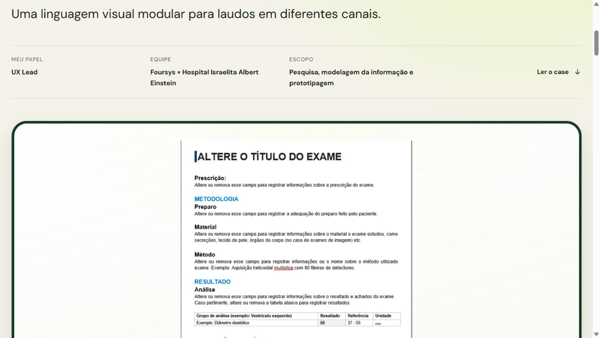 Uma linguagem visual modular para laudos em diferentes canais.
MEU PAPEL
UX Lead
EQUIPE
Foursys + Hospital Israelita Albert
Einstein
ESCOPO
Pesquisa, modelagem da informação e
prototipagem
Ler o case ↓
ALTERE O TÍTULO DO EXAME
Prescrição:
Altere ou remova esse campo para registrar informações sobre a prescrição do exame.
METODOLOGIA
Preparo
Altere ou remova esse campo para registrar a adequação do preparo feito pelo paciente.
Material
Altere ou remova esse campo para registrar informações sobre o material o exame estudou, como
secreções, tecido de pele, órgãos do corpo (no caso de exames de imagem) etc.
Método
Altere ou remova esse campo para registrar informações ou o nome sobre o método utilizado
exame. Exemplo: Aquisição helicoidal multislice com 80 fileiras de detectores.
RESULTADO
Análise
Altere ou remova esse campo para registrar informações sobre o resultado e achados do exame.
Caso pertinente, altere ou remova a tabela abaixo para registrar resultados.
Grupo de análise (exemplo: Ventrículo esquerdo) Resultado Referência Unidade
Exemplo: Diâmetro diastólico 88 37 - 55 mm